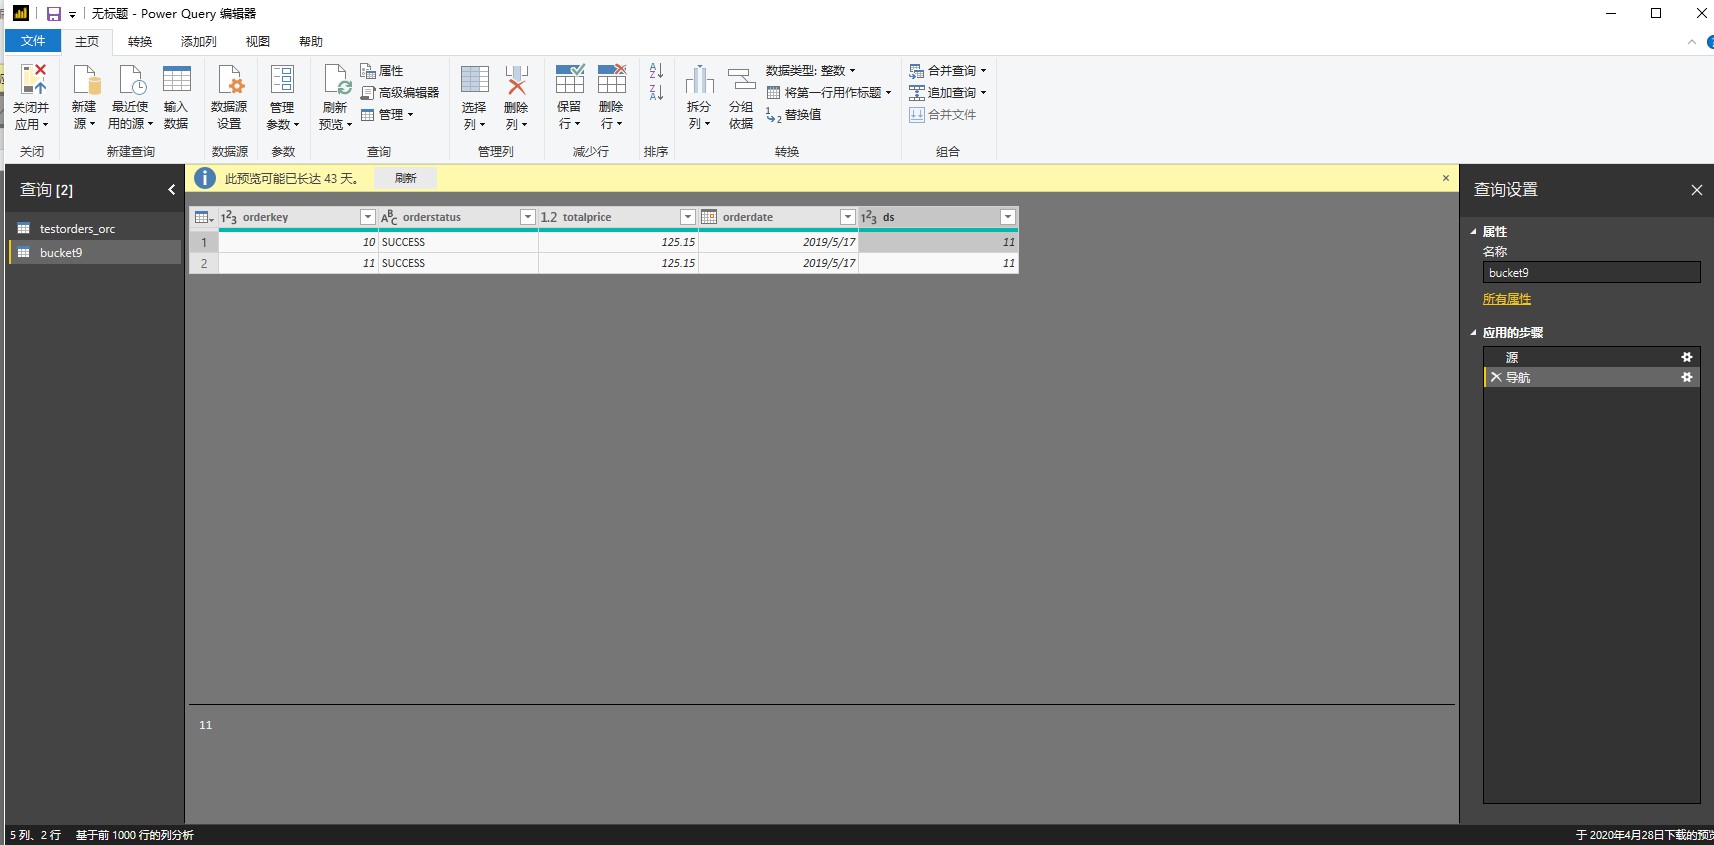 无标题 - Power Query 编辑器
文件 主页 转换 添加列 视图 帮助
关闭并
应用
新建
源
最近使
用的源
输入
数据
数据源
设置
管理
参数
刷新
预览
属性
高级编辑器
管理
选择
列
删除
列
保留
行
删除
行
拆分
列
分组
依据
数据类型: 整数
将第一行用作标题
替换值
合并查询
追加查询
合并文件
关闭 新建查询 数据源 参数 查询 管理列 减少行 排序 转换 组合
查询 [2]
testorders_orc
bucket9
此预览可能已长达 43 天。 刷新
orderkey orderstatus totalprice orderdate ds
1 10 SUCCESS 125.15 2019/5/17 11
2 11 SUCCESS 125.15 2019/5/17 11
11
查询设置
属性
名称
bucket9
所有属性
应用的步骤
源
导航
5 列、2 行 基于前 1000 行的列分析
于 2020年4月28日下载的预览